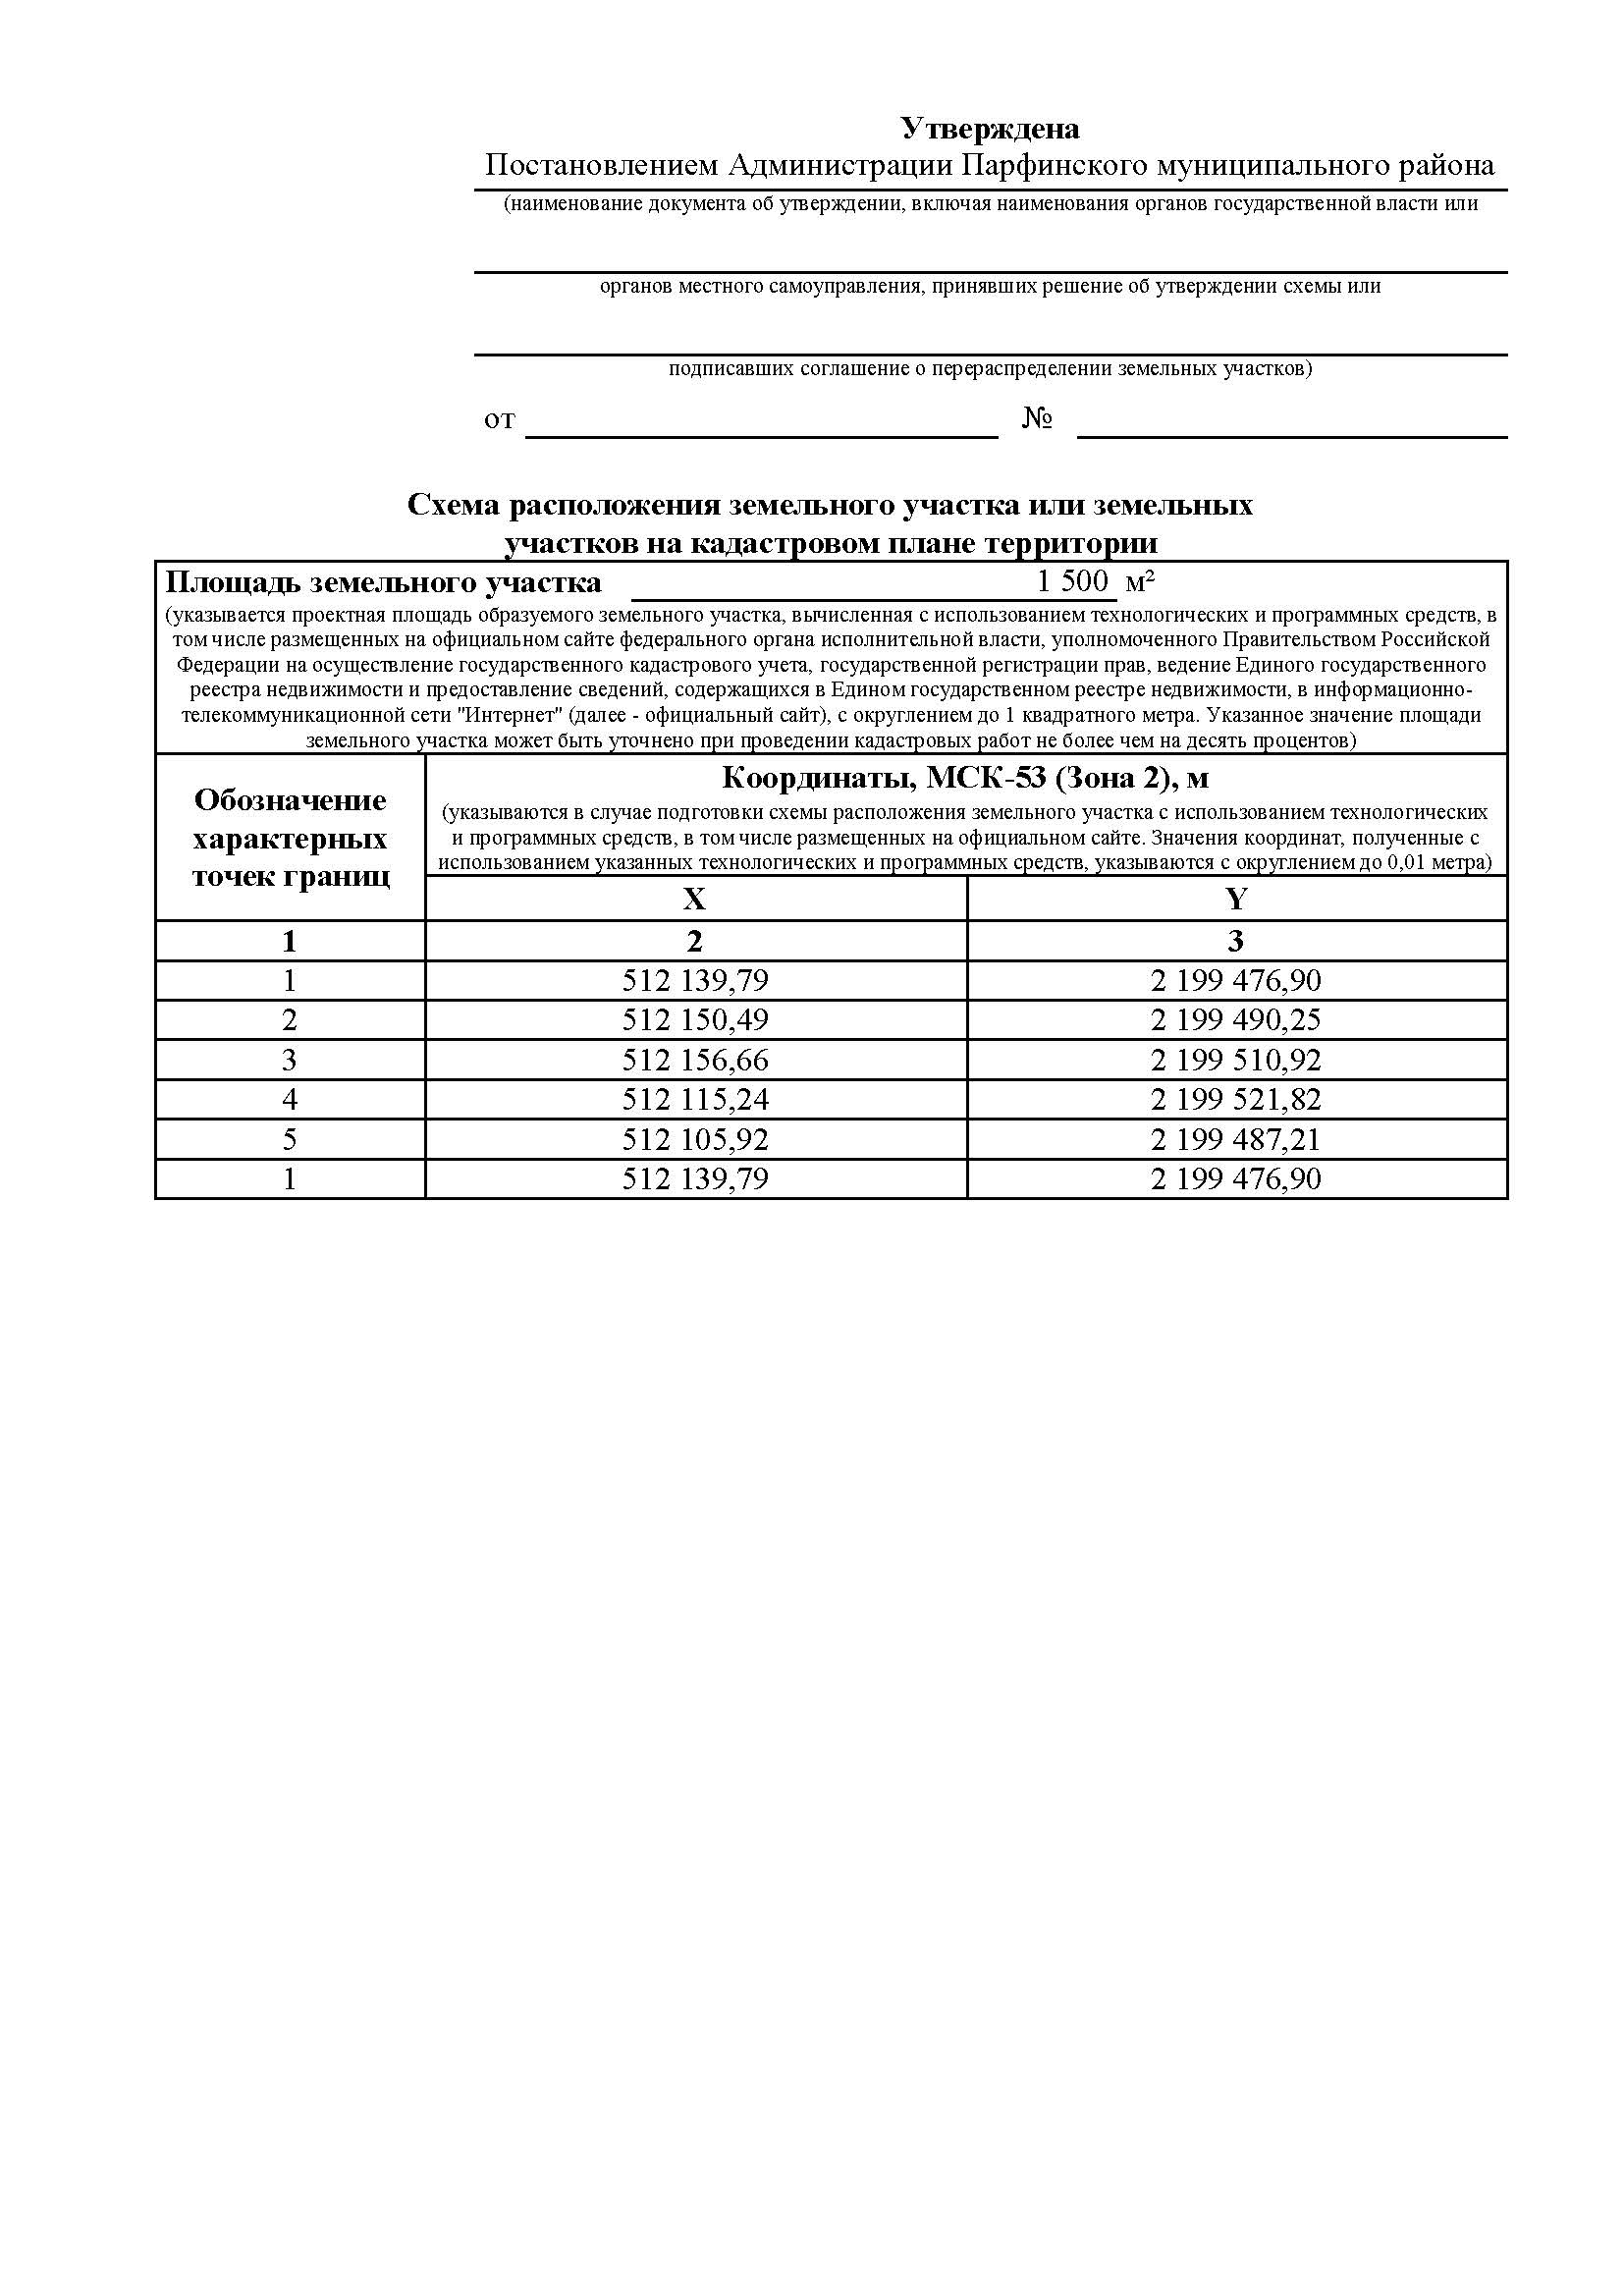 Утверждена
Постановлением Администрации Парфинского муниципального района
(наименование документа об утверждении, включая наименования органов государственной власти или
органов местного самоуправления, принявших решение об утверждении схемы или
подписавших соглашение о перераспределении земельных участков)
от №
Схема расположения земельного участка или земельных
участков на кадастровом плане территории
Площадь земельного участка 1 500 м²
(указывается проектная площадь образуемого земельного участка, вычисленная с использованием технологических и программных средств, в
том числе размещенных на официальном сайте федерального органа исполнительной власти, уполномоченного Правительством Российской
Федерации на осуществление государственного кадастрового учета, государственной регистрации прав, ведение Единого государственного
реестра недвижимости и предоставление сведений, содержащихся в Едином государственном реестре недвижимости, в информационно-
телекоммуникационной сети "Интернет" (далее - официальный сайт), с округлением до 1 квадратного метра. Указанное значение площади
земельного участка может быть уточнено при проведении кадастровых работ не более чем на десять процентов)
Обозначение
характерных
точек границ
Координаты, МСК-53 (Зона 2), м
(указываются в случае подготовки схемы расположения земельного участка с использованием технологических
и программных средств, в том числе размещенных на официальном сайте. Значения координат, полученные с
использованием указанных технологических и программных средств, указываются с округлением до 0,01 метра)
X Y
1 2 3
1 512 139,79 2 199 476,90
2 512 150,49 2 199 490,25
3 512 156,66 2 199 510,92
4 512 115,24 2 199 521,82
5 512 105,92 2 199 487,21
1 512 139,79 2 199 476,90